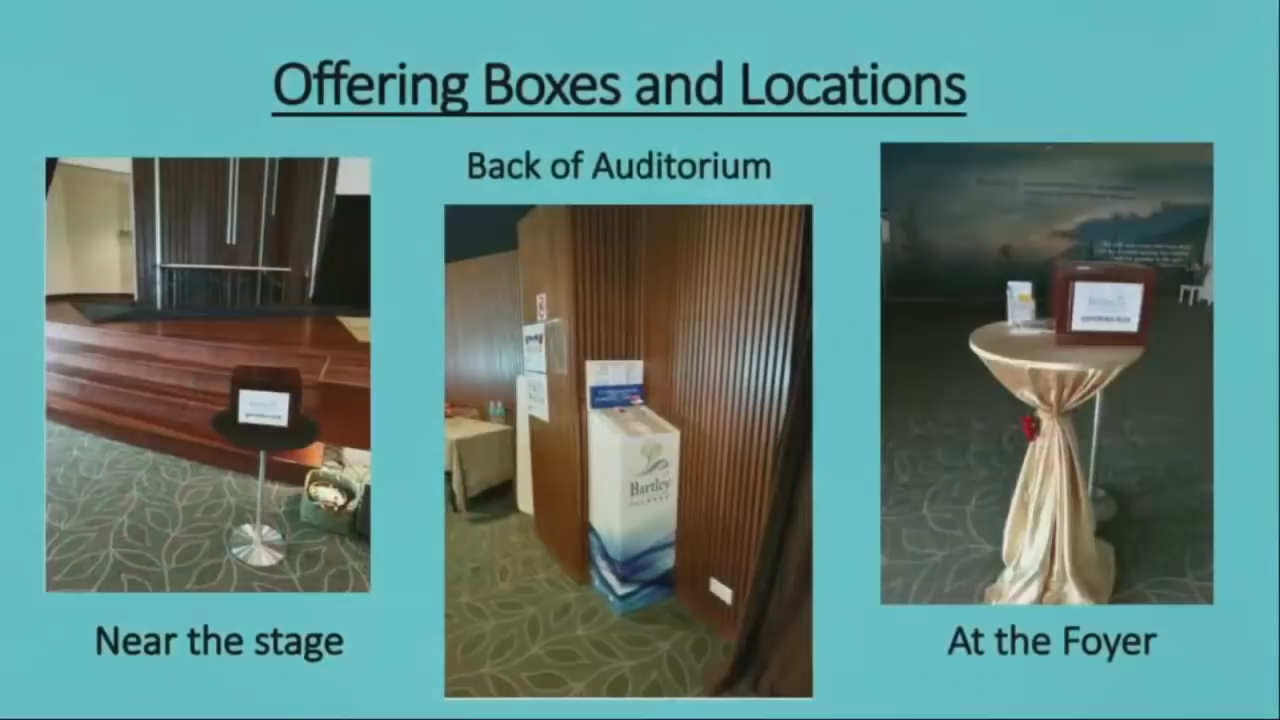 Offering Boxes and Locations
Back of Auditorium
Bartley
Near the stage
At the Foyer